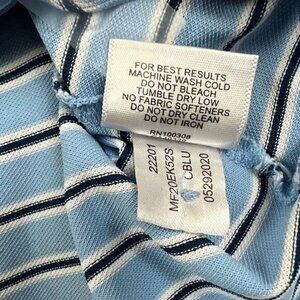 FOR BEST RESULTS
MACHINE WASH COLD
DO NOT BLEACH
TUMBLE DRY LOW
NO FABRIC SOFTENERS
DO NOT DRY CLEAN
DO NOT IRON
RN100308
22201
MF20EK52S
CBLU
05292020